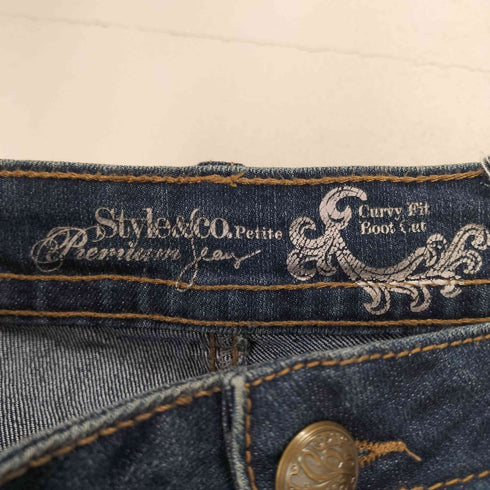 Style&co. Petite
Premium Jeans
Curvy Fit
Boot Cut